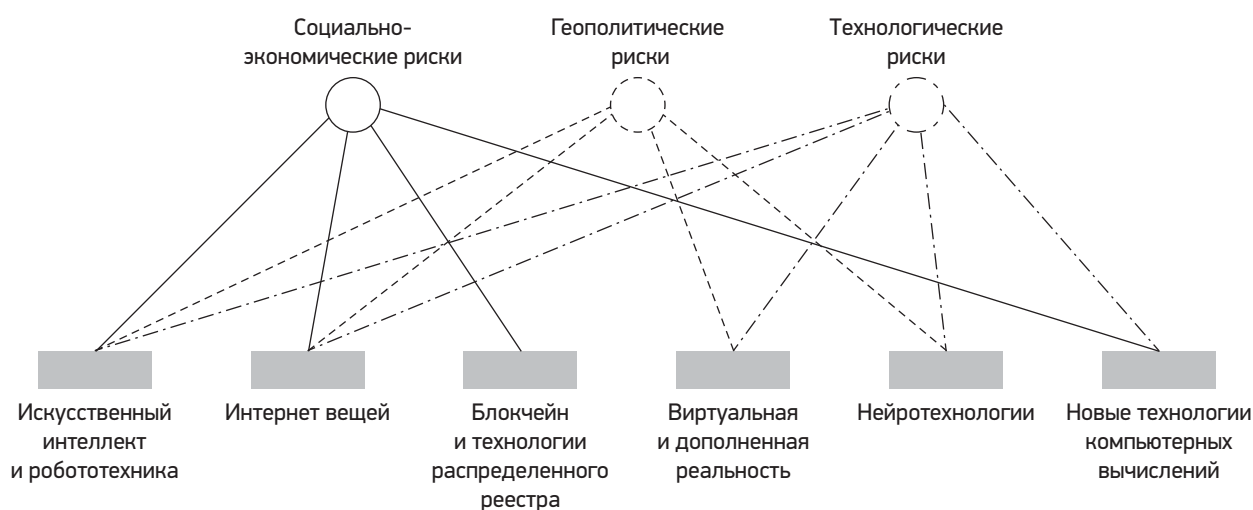 Социально-
экономические риски
Геополитические
риски
Технологические
риски
Искусственный
интеллект
и робототехника
Интернет вещей
Блокчейн
и технологии
распределенного
реестра
Виртуальная
и дополненная
реальность
Нейротехнологии
Новые технологии
компьютерных
вычислений